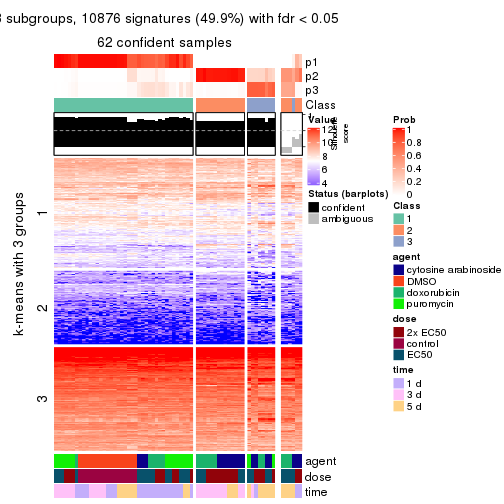 3 subgroups, 10876 signatures (49.9%) with fdr < 0.05
62 confident samples
p1
p2
p3
Class
Silhouette
score
k-means with 3 groups
1
2
3
agent
dose
time
Value
12
10
8
6
4
Status (barplots)
confident
ambiguous
Prob
1
0.8
0.6
0.4
0.2
0
Class
1
2
3
agent
cytosine arabinoside
DMSO
doxorubicin
puromycin
dose
2x EC50
control
EC50
time
1 d
3 d
5 d